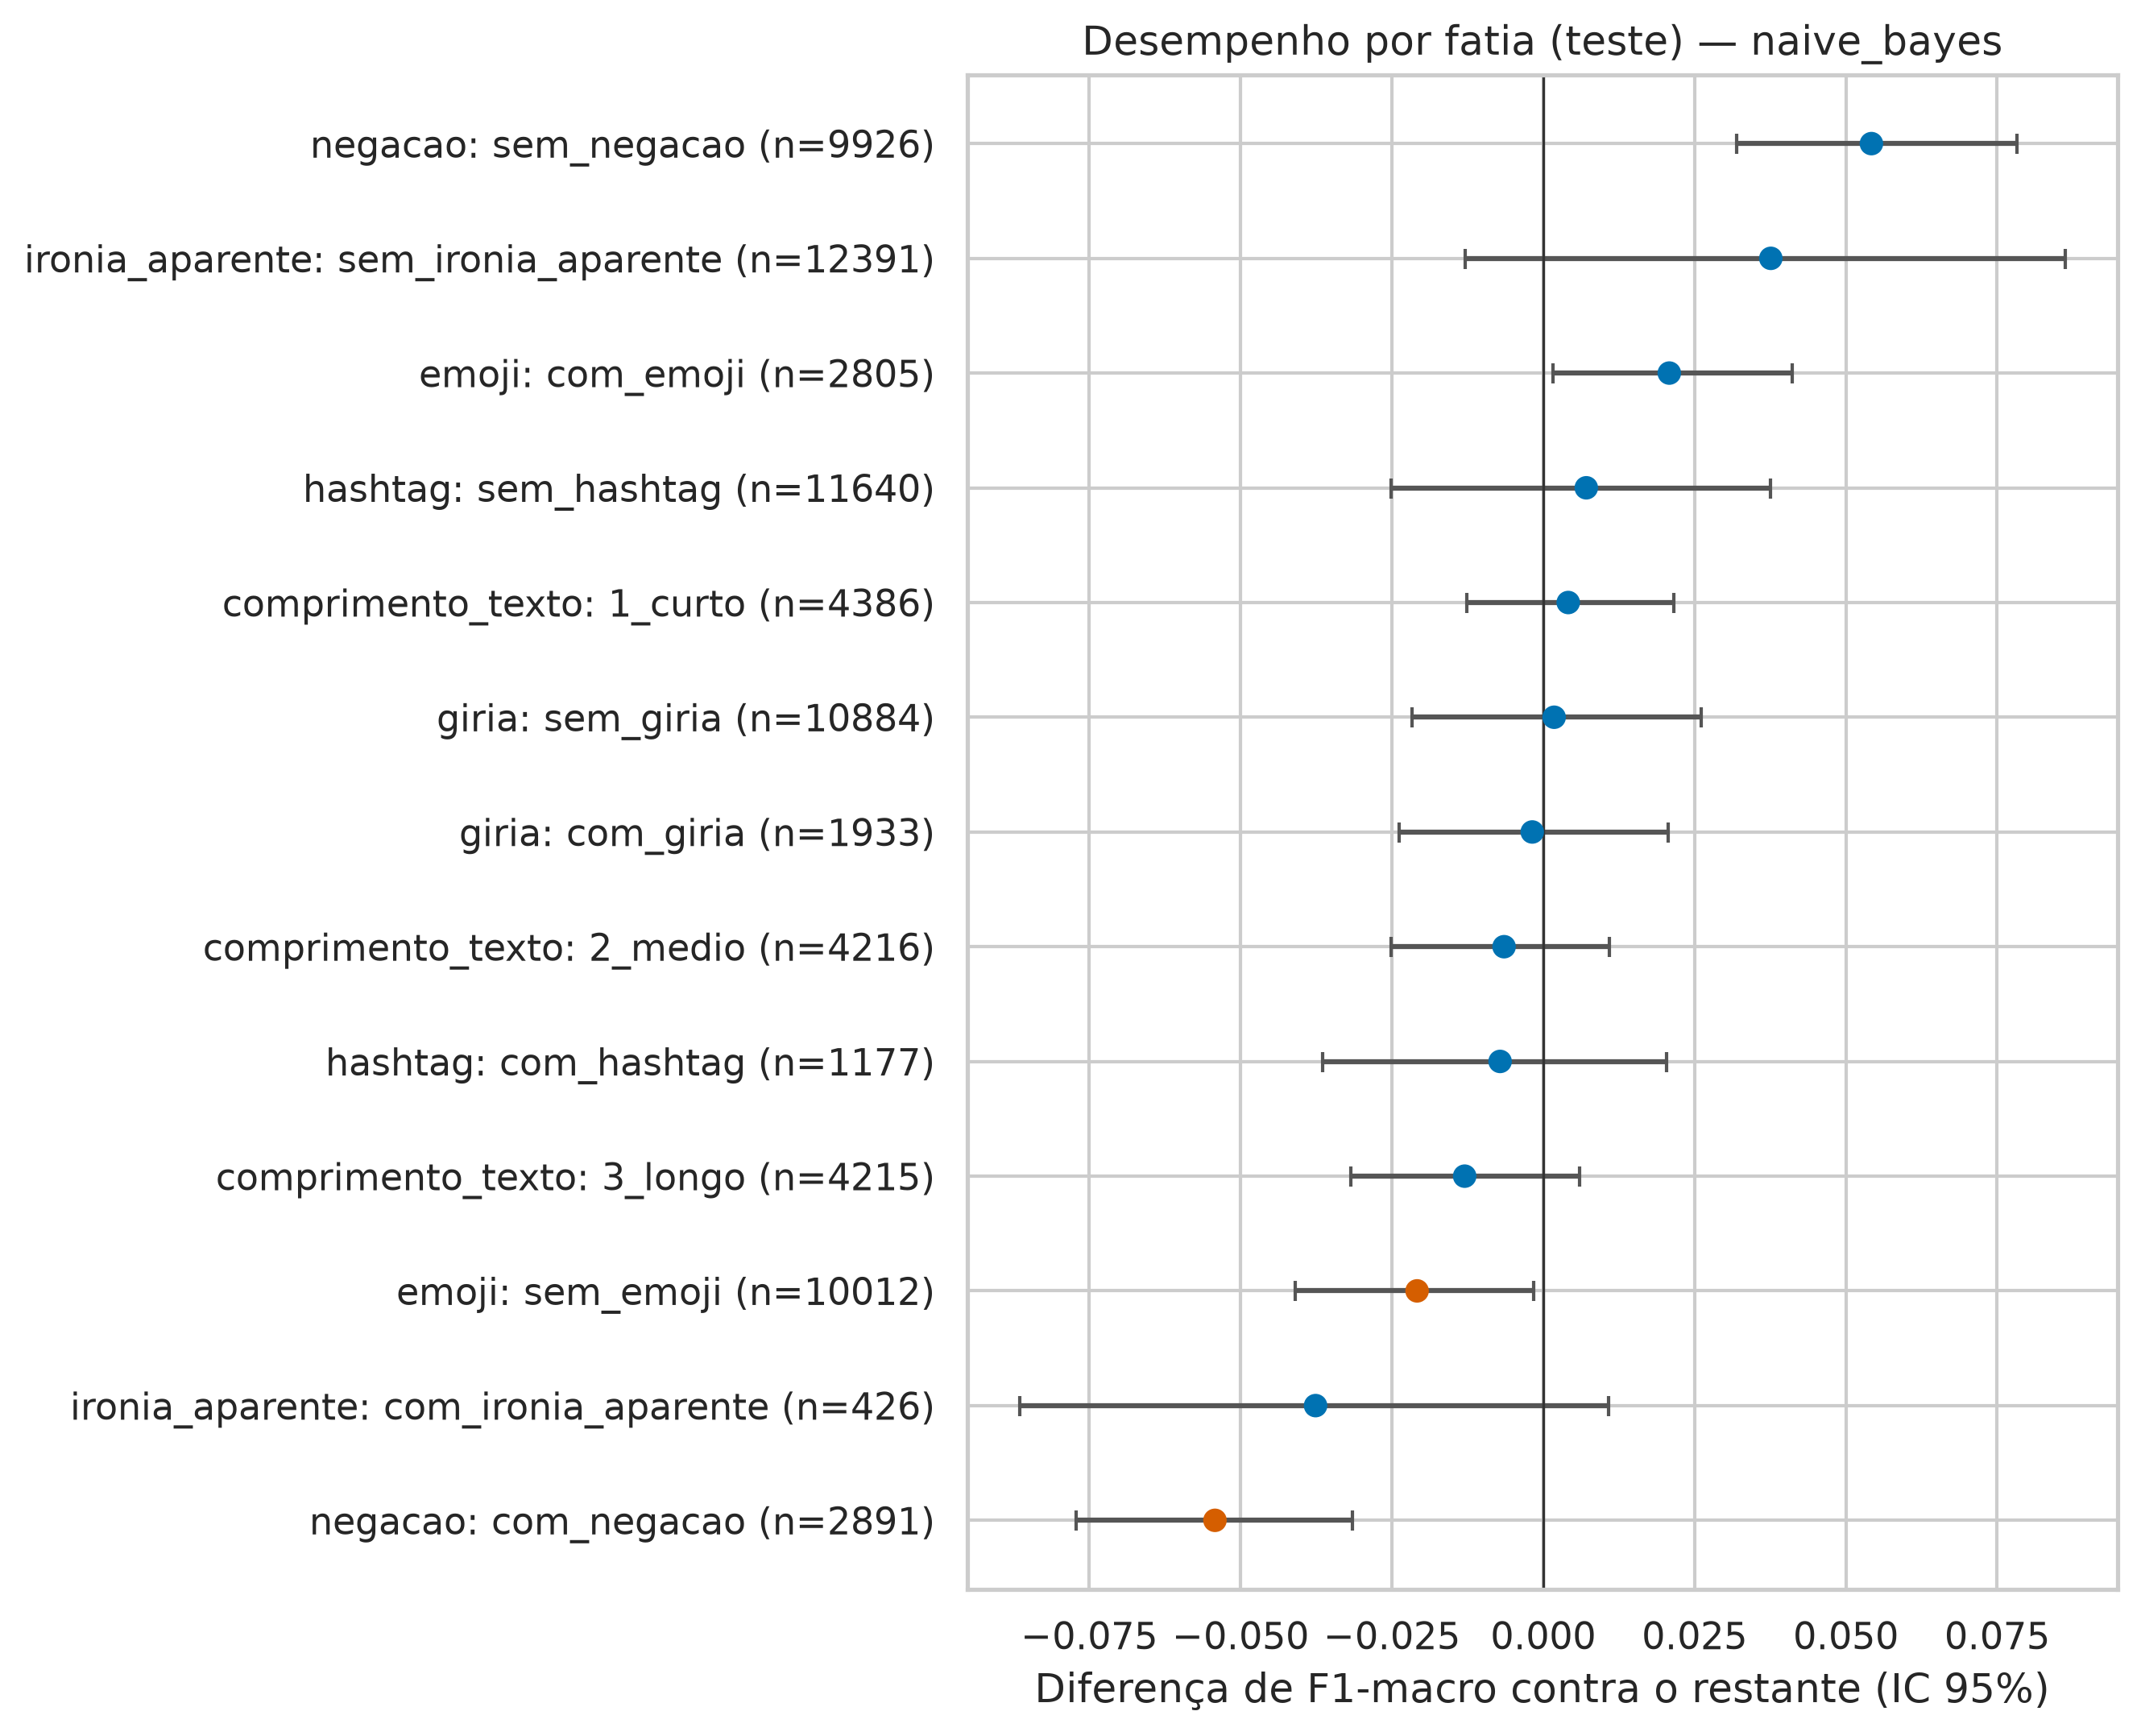 Desempenho por fatia (teste) — naive_bayes
negacao: sem_negacao (n=9926)
ironia_aparente: sem_ironia_aparente (n=12391)
emoji: com_emoji (n=2805)
hashtag: sem_hashtag (n=11640)
comprimento_texto: 1_curto (n=4386)
giria: sem_giria (n=10884)
giria: com_giria (n=1933)
comprimento_texto: 2_medio (n=4216)
hashtag: com_hashtag (n=1177)
comprimento_texto: 3_longo (n=4215)
emoji: sem_emoji (n=10012)
ironia_aparente: com_ironia_aparente (n=426)
negacao: com_negacao (n=2891)
−0.075 −0.050 −0.025 0.000 0.025 0.050 0.075
Diferença de F1-macro contra o restante (IC 95%)